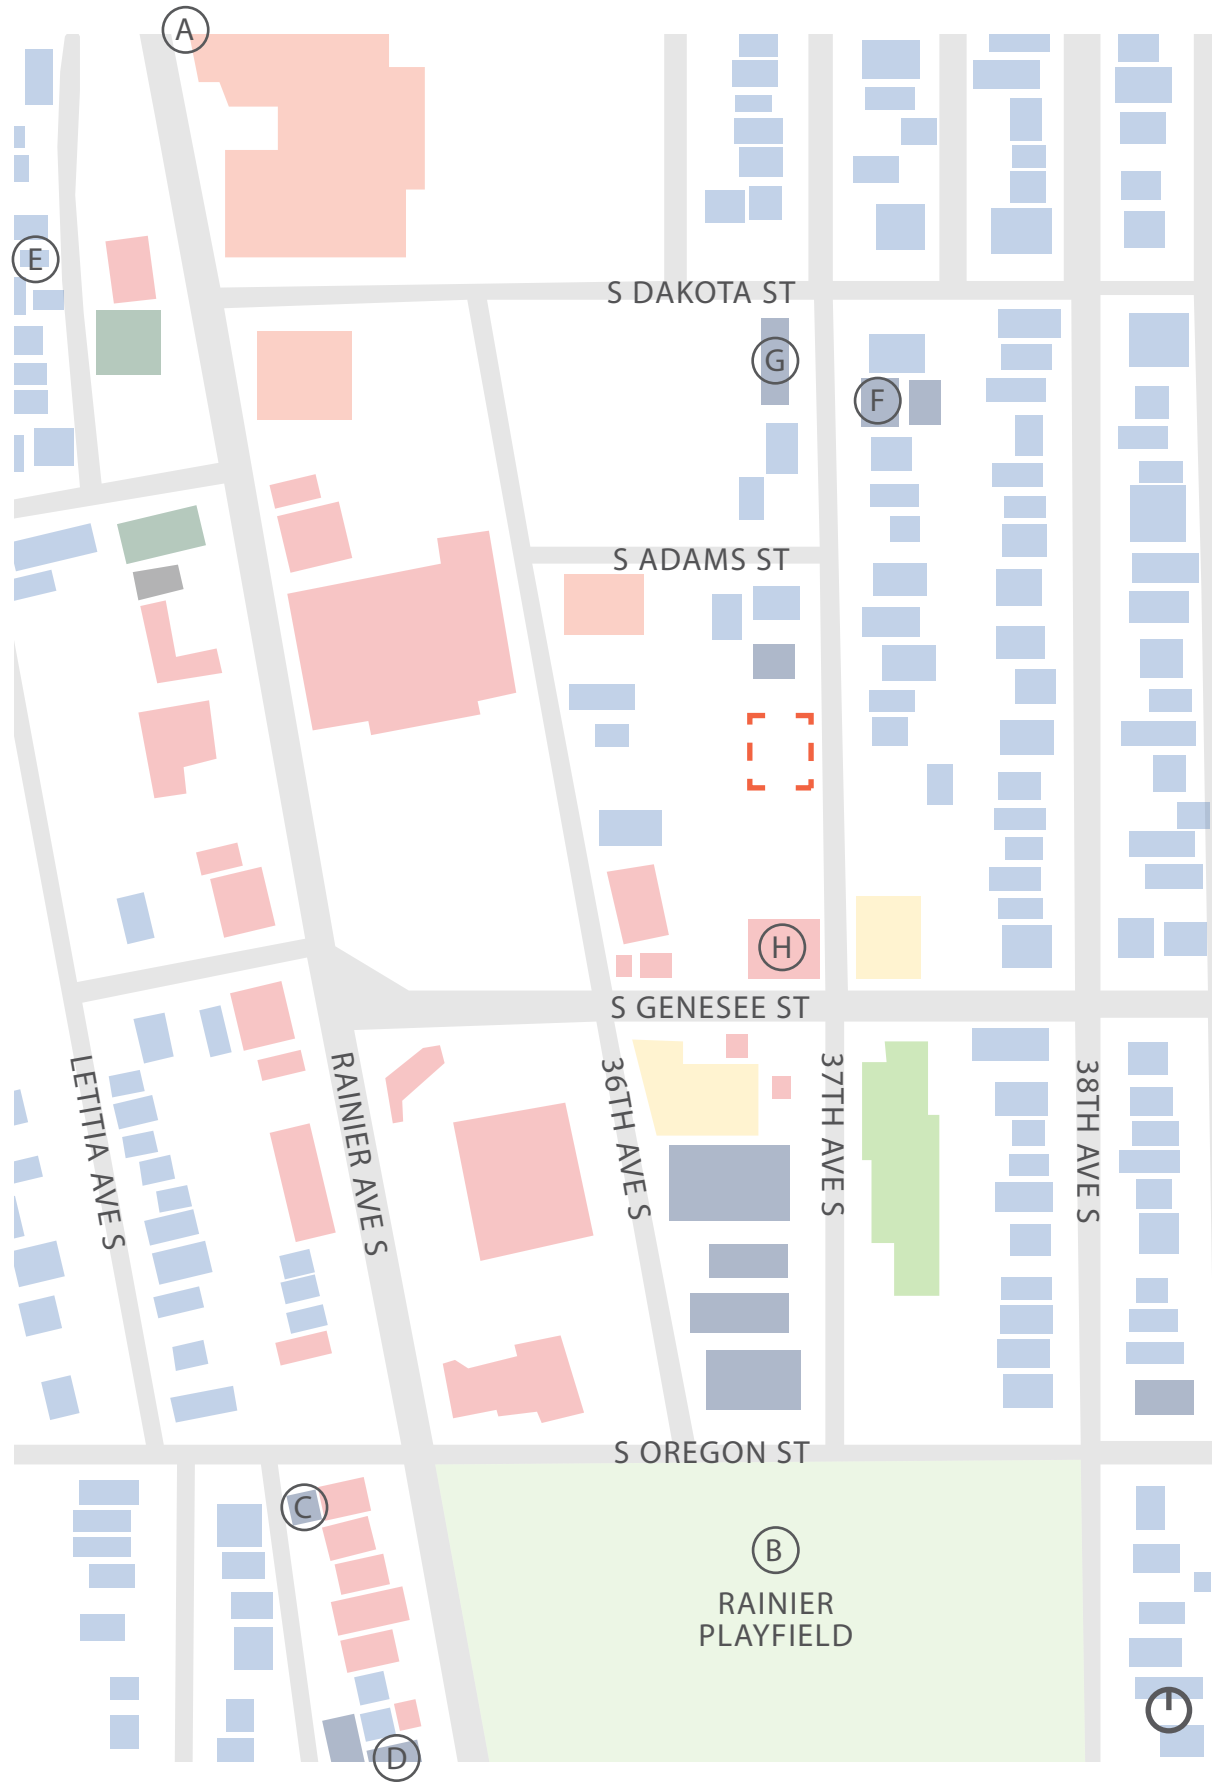 A
E
S DAKOTA ST
G
F
S ADAMS ST
H
S GENESEE ST
LETITIA AVE S
RAINIER AVE S
36TH AVE S
37TH AVE S
38TH AVE S
S OREGON ST
C
B
RAINIER
PLAYFIELD
D